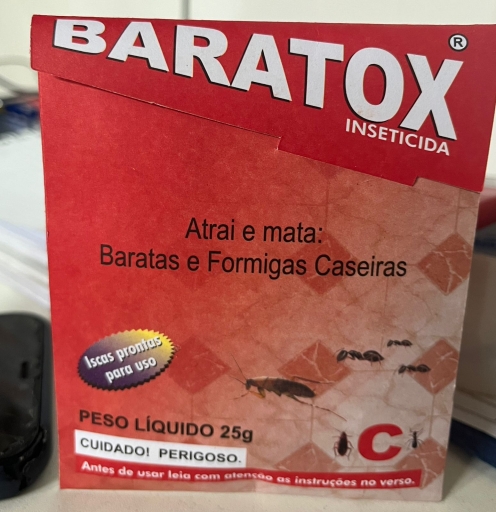 BARATOX®
INSETICIDA
Atrai e mata:
Baratas e Formigas Caseiras
Iscas prontas
para uso
PESO LÍQUIDO 25g
CUIDADO! PERIGOSO.
C
Antes de usar leia com atenção as instruções no verso.